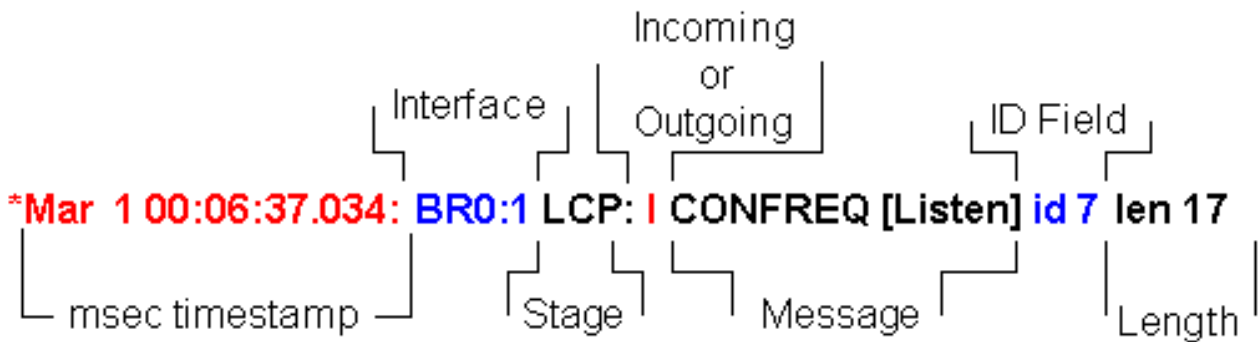 Incoming
or
Outgoing
Interface
ID Field
*Mar 1 00:06:37.034: BR0:1 LCP: I CONFREQ [Listen] id 7 len 17
msec timestamp
Stage
Message
Length